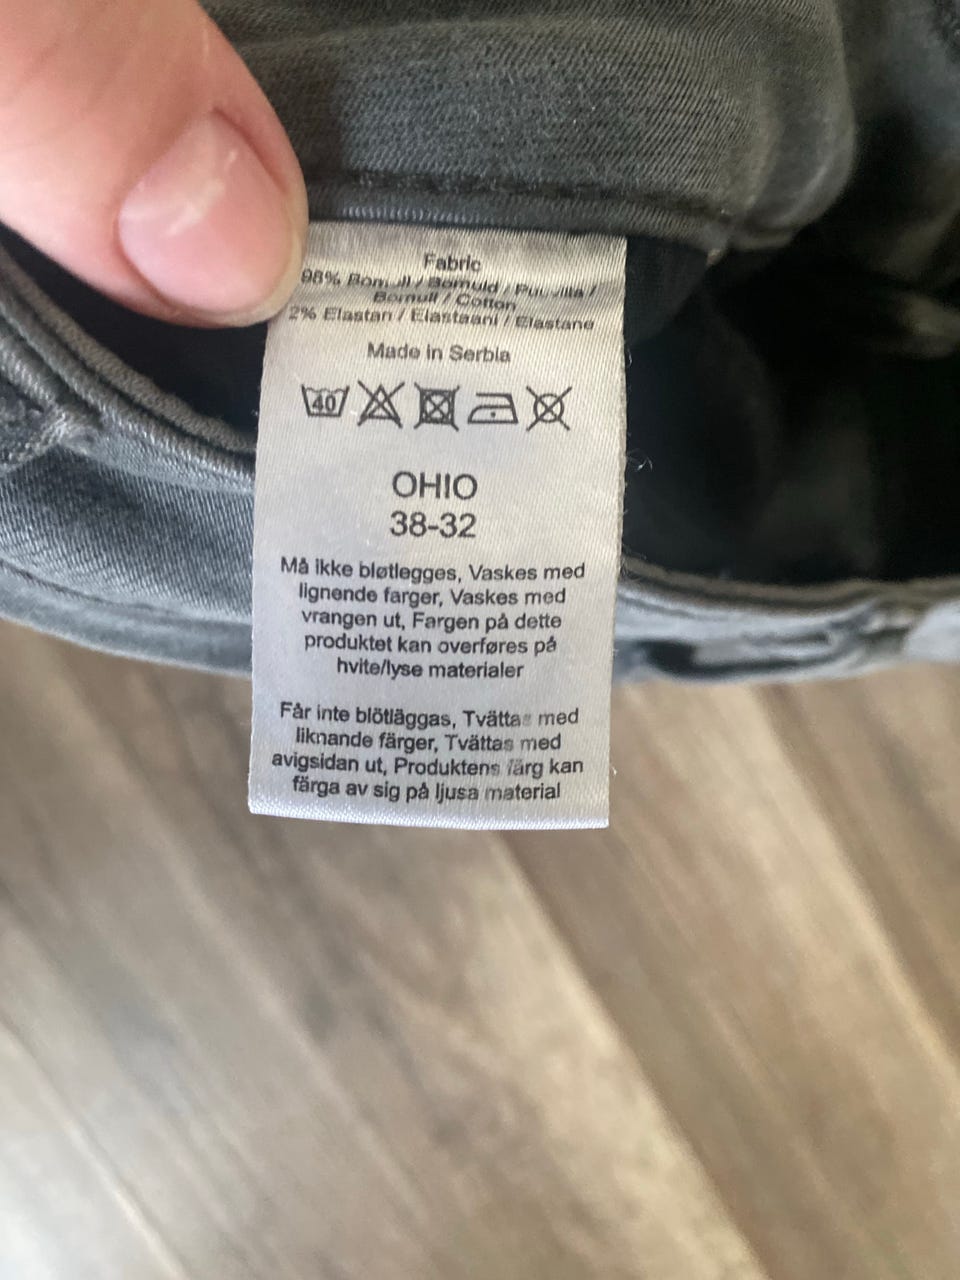 Fabric
98% Bomull / Bomuld / Puuvilla /
Bomull / Cotton
2% Elastan / Elastaani / Elastane
Made in Serbia
40
OHIO
38-32
Må ikke bløtlegges, Vaskes med
lignende farger, Vaskes med
vrangen ut, Fargen på dette
produktet kan overføres på
hvite/lyse materialer
Får inte blötläggas, Tvättas med
liknande färger, Tvättas med
avigsidan ut, Produktens färg kan
färga av sig på ljusa material